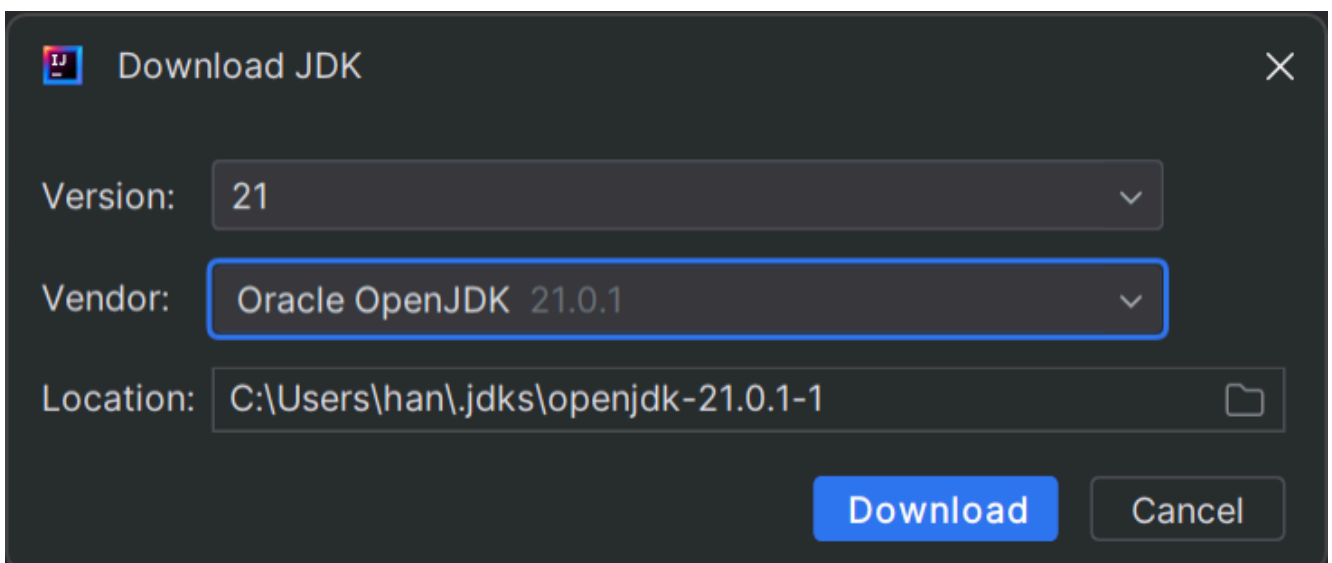 IJ
Download JDK
Version: 21
Vendor: Oracle OpenJDK 21.0.1
Location: C:\Users\han\.jdks\openjdk-21.0.1-1
Download Cancel